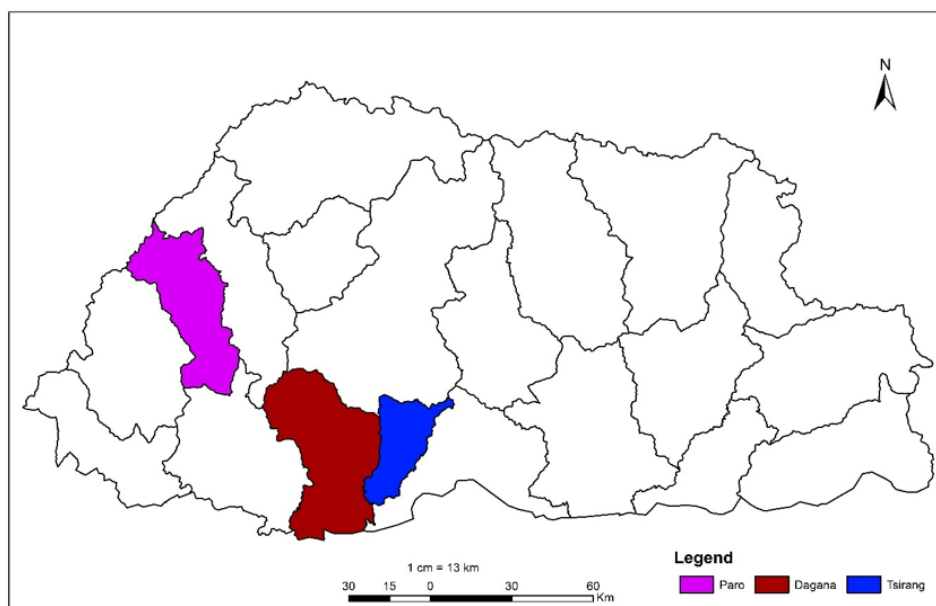 N
1 cm = 13 km
30 15 0 30 60
Km
Legend
Paro Dagana Tsirang